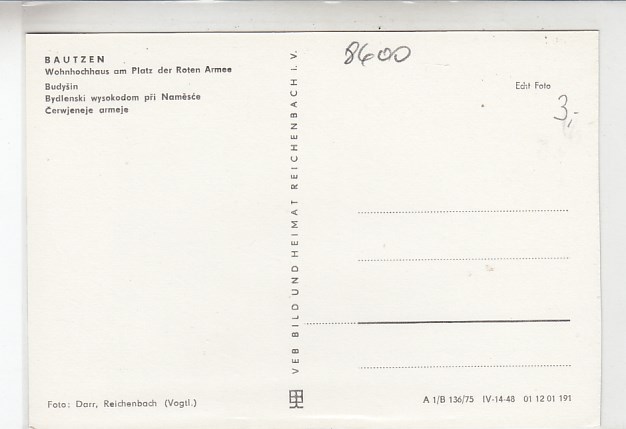 BAUTZEN
Wohnhochhaus am Platz der Roten Armee
Budyšin
Bydlenski wysokodom při Naměsće
Čerwjeneje armeje
8600
Echt Foto
3,-
VEB BILD UND HEIMAT REICHENBACH i. V.
Foto: Darr, Reichenbach (Vogtl.)
A 1/B 136/75 IV-14-48 01 12 01 191